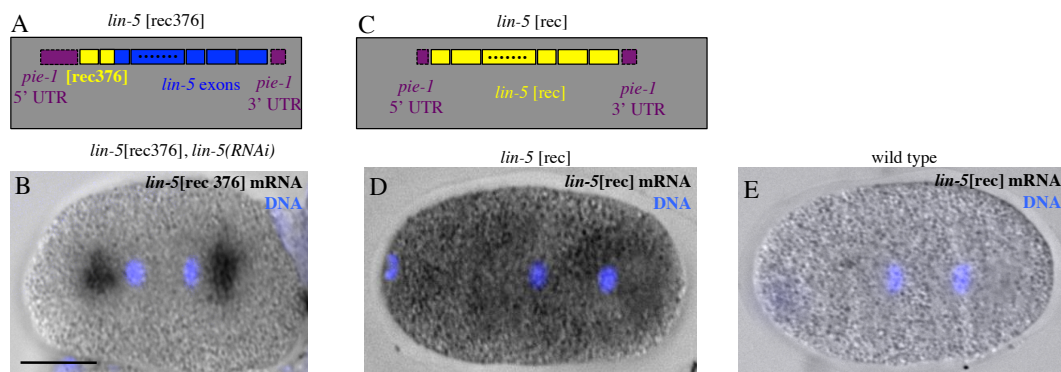 A
lin-5 [rec376]
pie-1
5’ UTR
[rec376]
lin-5 exons
pie-1
3’ UTR
C
lin-5 [rec]
pie-1
5’ UTR
lin-5 [rec]
pie-1
3’ UTR
lin-5[rec376], lin-5(RNAi)
B
lin-5[rec 376] mRNA
DNA
lin-5 [rec]
D
lin-5[rec] mRNA
DNA
wild type
E
lin-5[rec] mRNA
DNA